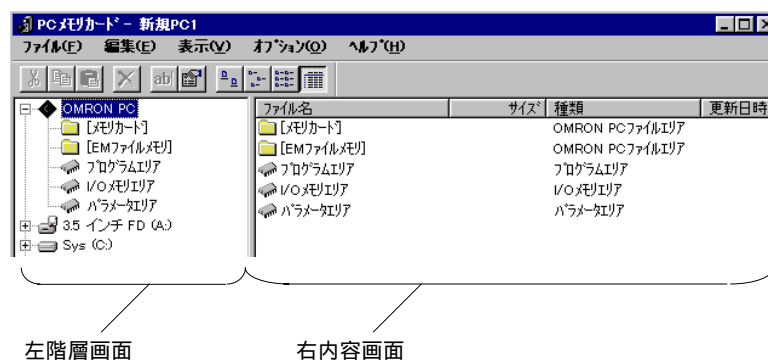 PCメモリカード - 新規PC1
ファイル(F) 編集(E) 表示(V) オプション(O) ヘルプ(H)
ab
OMRON PC
[メモリカード]
[EMファイルメモリ]
プログラムエリア
I/Oメモリエリア
パラメータエリア
3.5 インチ FD (A:)
Sys (C:)
ファイル名 サイズ 種類 更新日時
[メモリカード] OMRON PCファイルエリア
[EMファイルメモリ] OMRON PCファイルエリア
プログラムエリア プログラムエリア
I/Oメモリエリア I/Oメモリエリア
パラメータエリア パラメータエリア
左階層画面 右内容画面